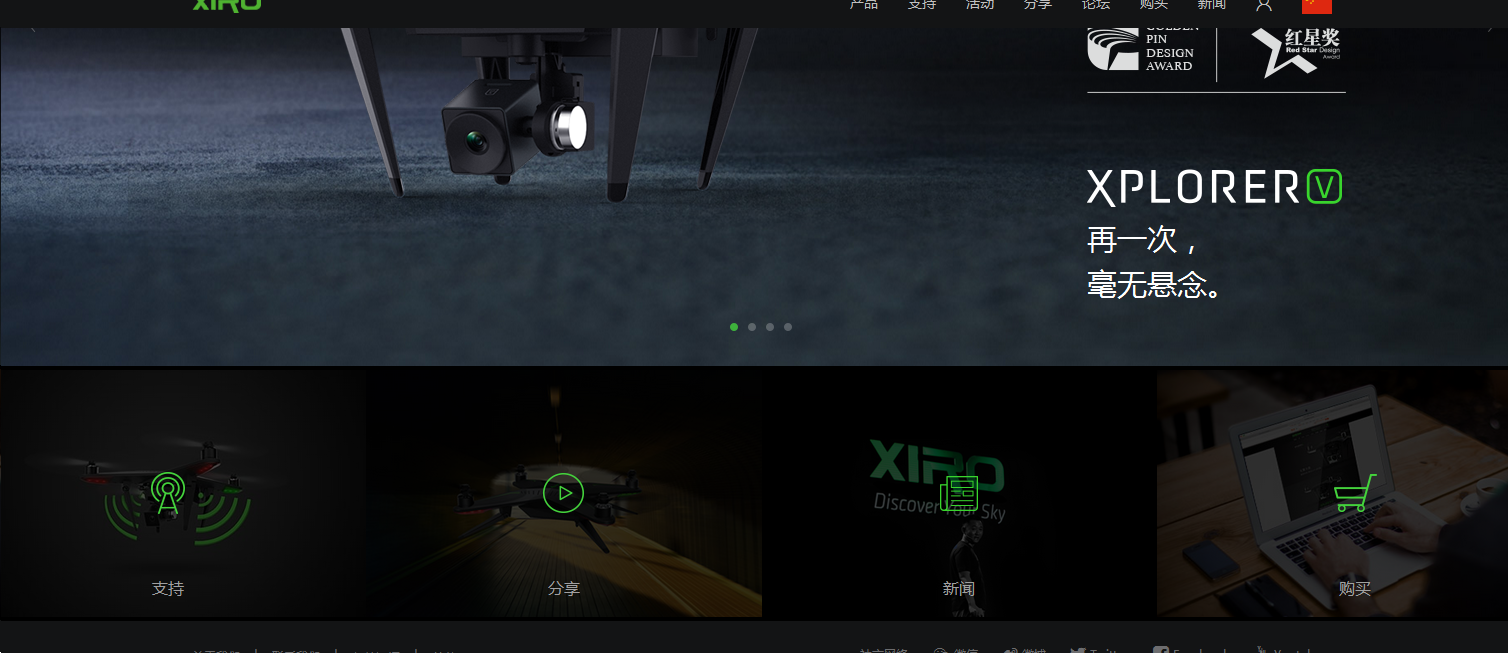 XIRO
产品 支持 活动 分享 论坛 购买 新闻
GOLDEN
PIN
DESIGN
AWARD
红星奖
Red Star Design
Award
XPLORER V
再一次，
毫无悬念。
XIRO
Discover Your Sky
支持 分享 新闻 购买